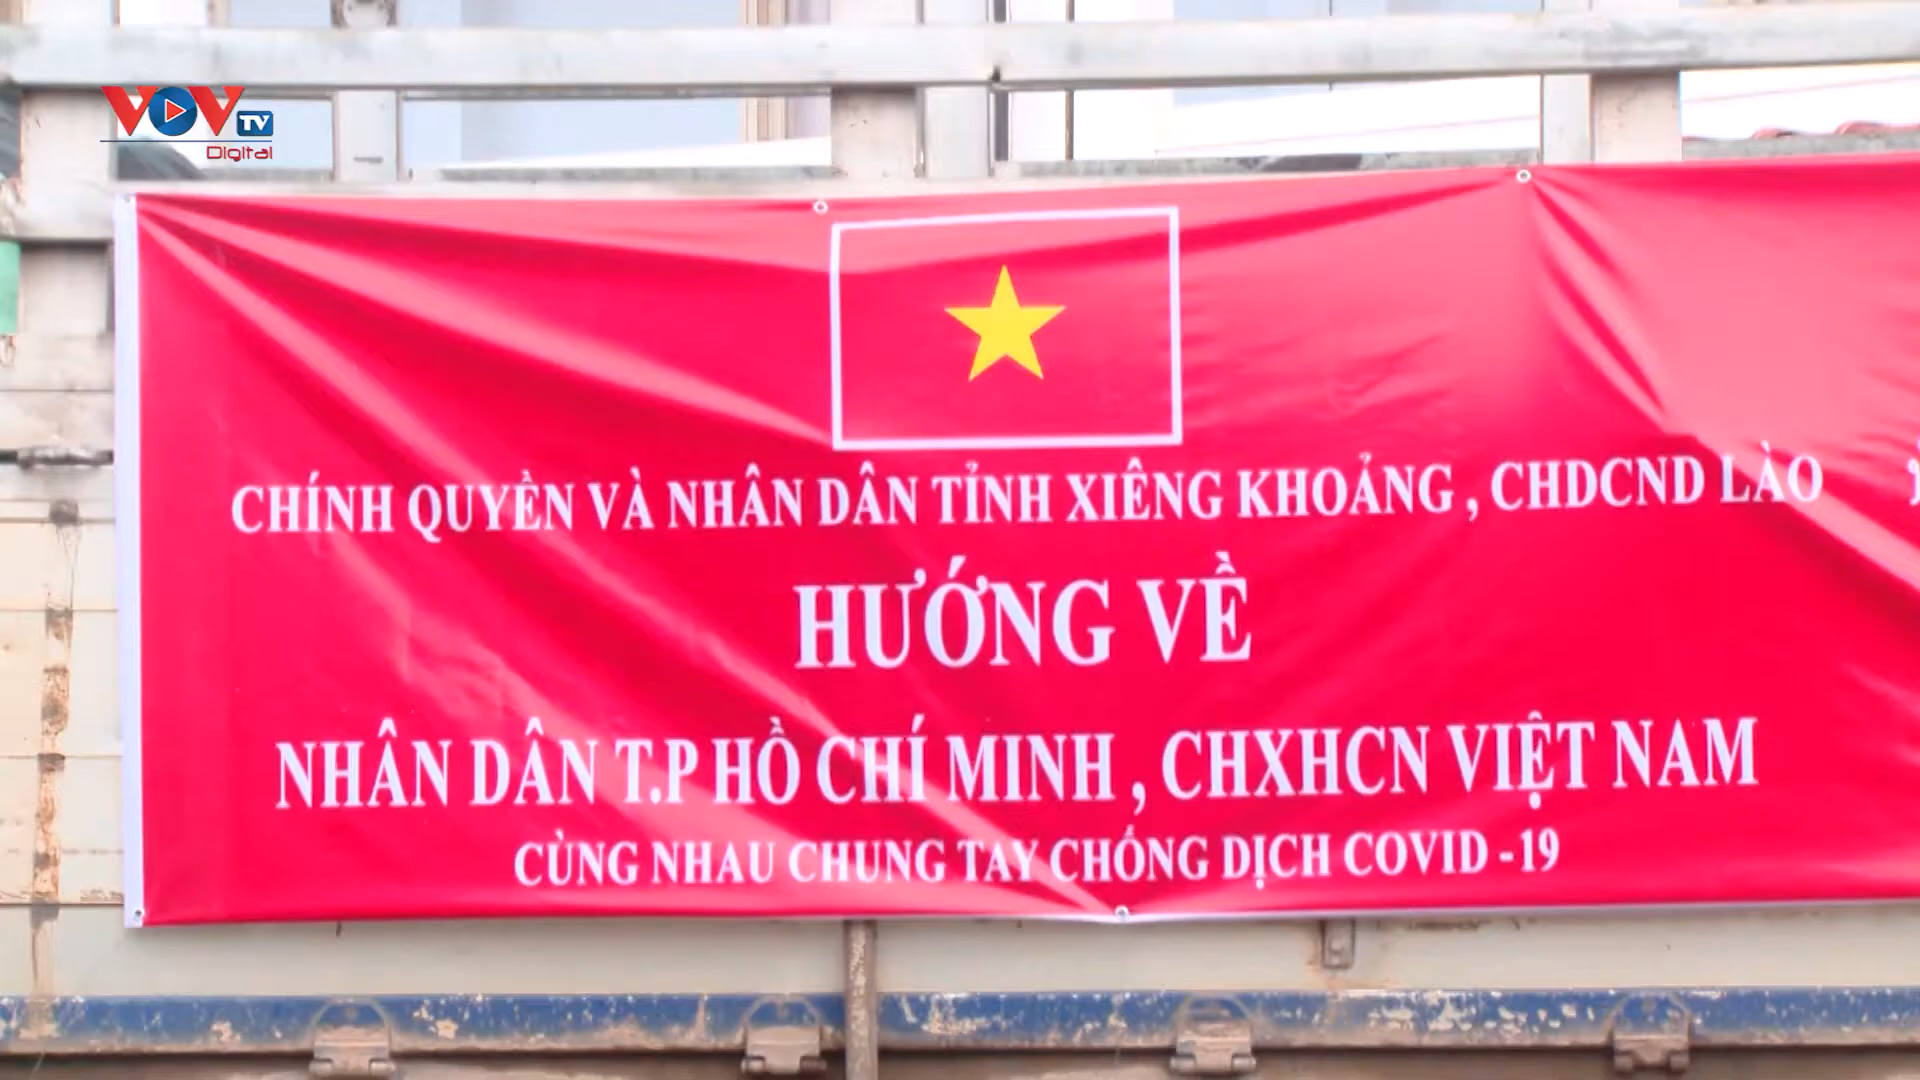 VOV TV
Digital
CHÍNH QUYỀN VÀ NHÂN DÂN TỈNH XIÊNG KHOẢNG , CHDCND LÀO
HƯỚNG VỀ
NHÂN DÂN T.P HỒ CHÍ MINH , CHXHCN VIỆT NAM
CÙNG NHAU CHUNG TAY CHỐNG DỊCH COVID -19